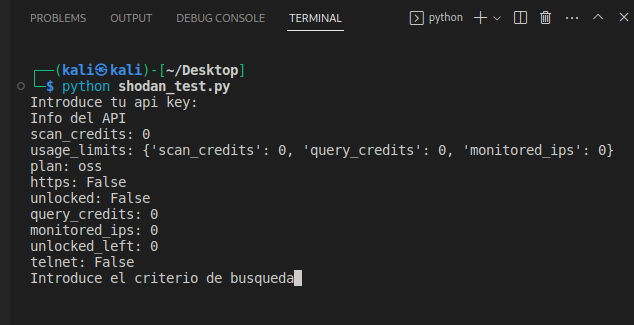 PROBLEMS OUTPUT DEBUG CONSOLE TERMINAL python
(kali㉿kali)-[~/Desktop]
$ python shodan_test.py
Introduce tu api key:
Info del API
scan_credits: 0
usage_limits: {'scan_credits': 0, 'query_credits': 0, 'monitored_ips': 0}
plan: oss
https: False
unlocked: False
query_credits: 0
monitored_ips: 0
unlocked_left: 0
telnet: False
Introduce el criterio de busqueda